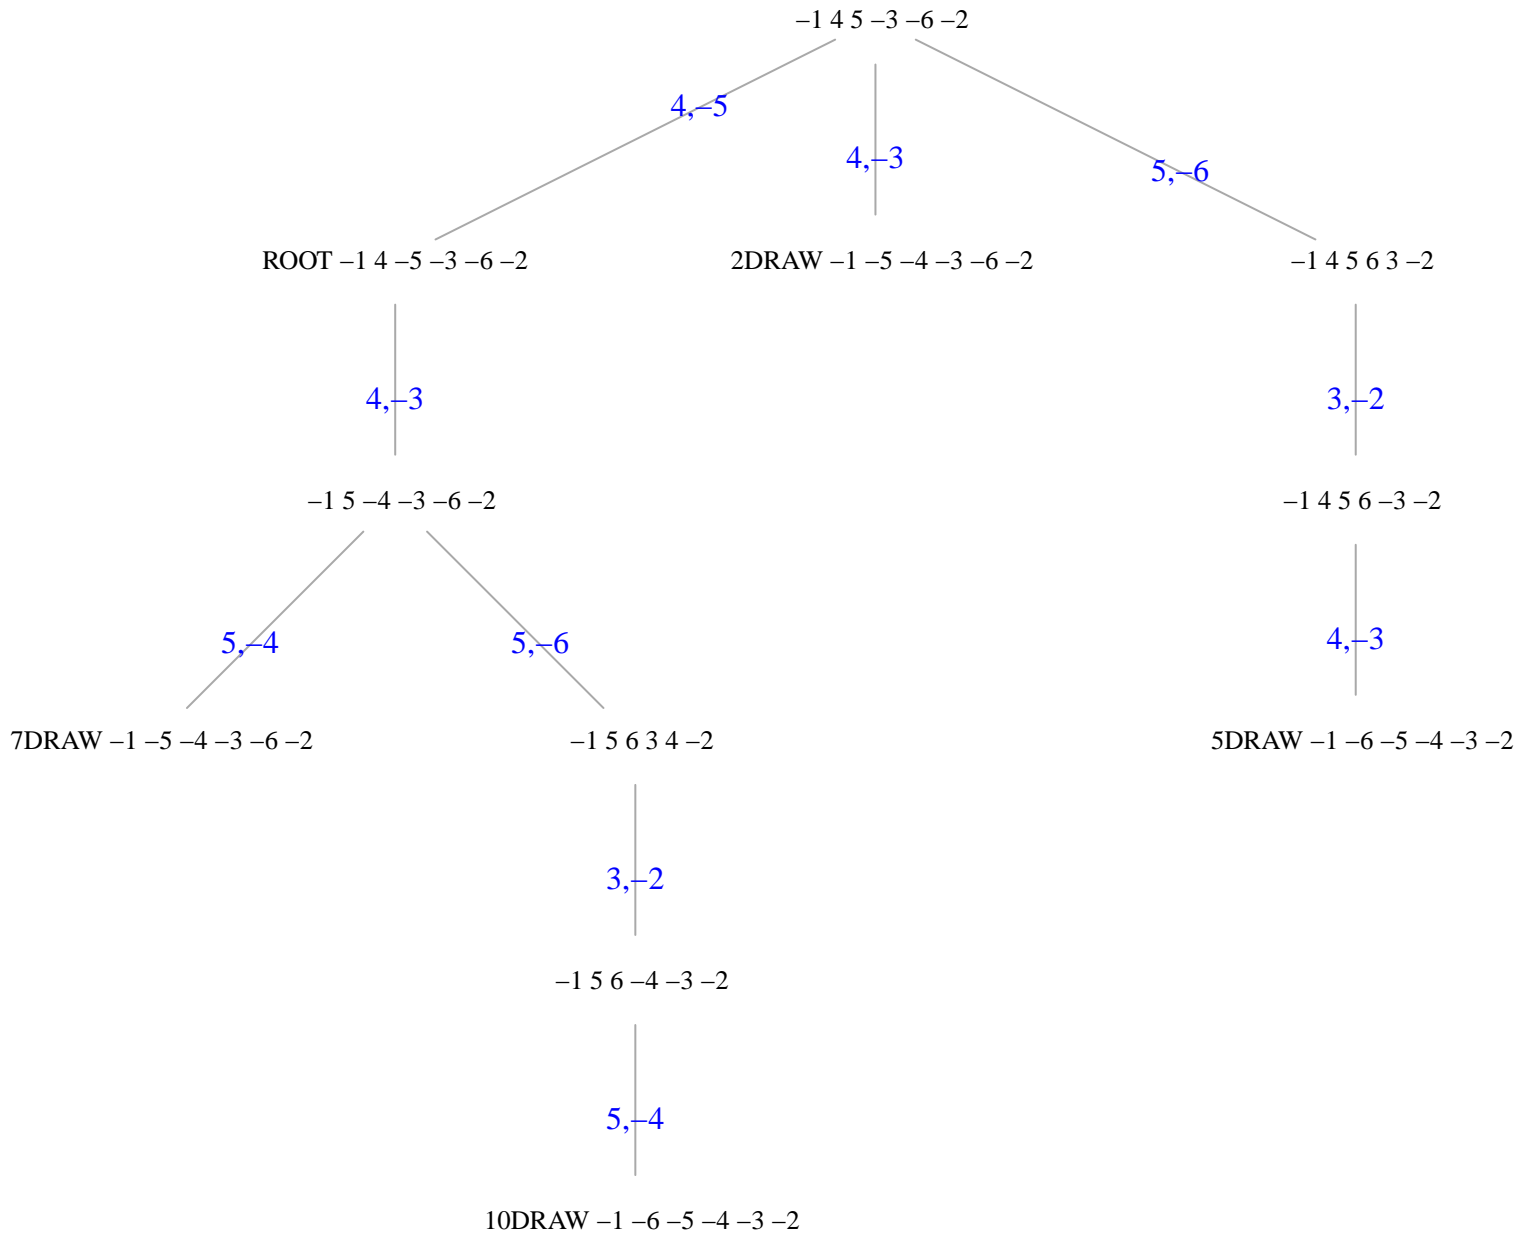 –1 4 5 –3 –6 –2
4,–5
4,–3
5,–6
ROOT –1 4 –5 –3 –6 –2
2DRAW –1 –5 –4 –3 –6 –2
–1 4 5 6 3 –2
4,–3
3,–2
–1 5 –4 –3 –6 –2
–1 4 5 6 –3 –2
5,–4
5,–6
4,–3
7DRAW –1 –5 –4 –3 –6 –2
–1 5 6 3 4 –2
5DRAW –1 –6 –5 –4 –3 –2
3,–2
–1 5 6 –4 –3 –2
5,–4
10DRAW –1 –6 –5 –4 –3 –2